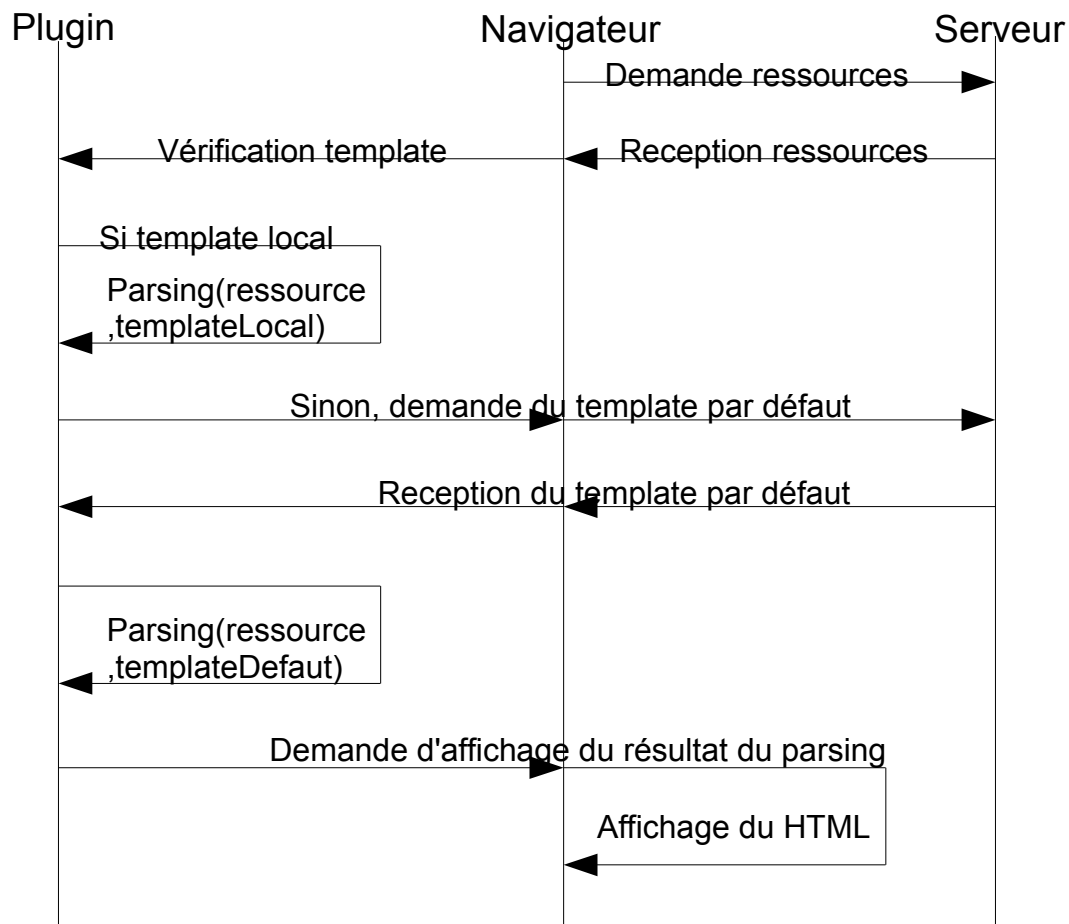 Plugin
Navigateur
Serveur
Demande ressources
Vérification template
Reception ressources
Si template local
Parsing(ressource
,templateLocal)
Sinon, demande du template par défaut
Reception du template par défaut
Parsing(ressource
,templateDefaut)
Demande d'affichage du résultat du parsing
Affichage du HTML